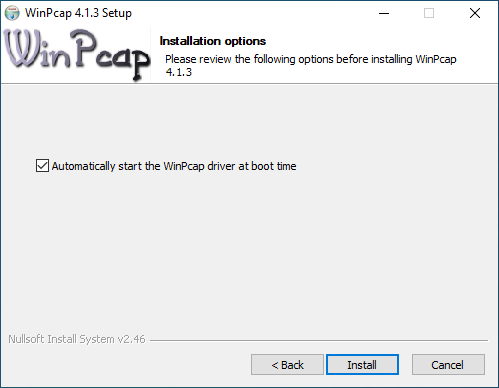 WinPcap 4.1.3 Setup
WinPcap
Installation options
Please review the following options before installing WinPcap
4.1.3
Automatically start the WinPcap driver at boot time
Nullsoft Install System v2.46
< Back
Install
Cancel